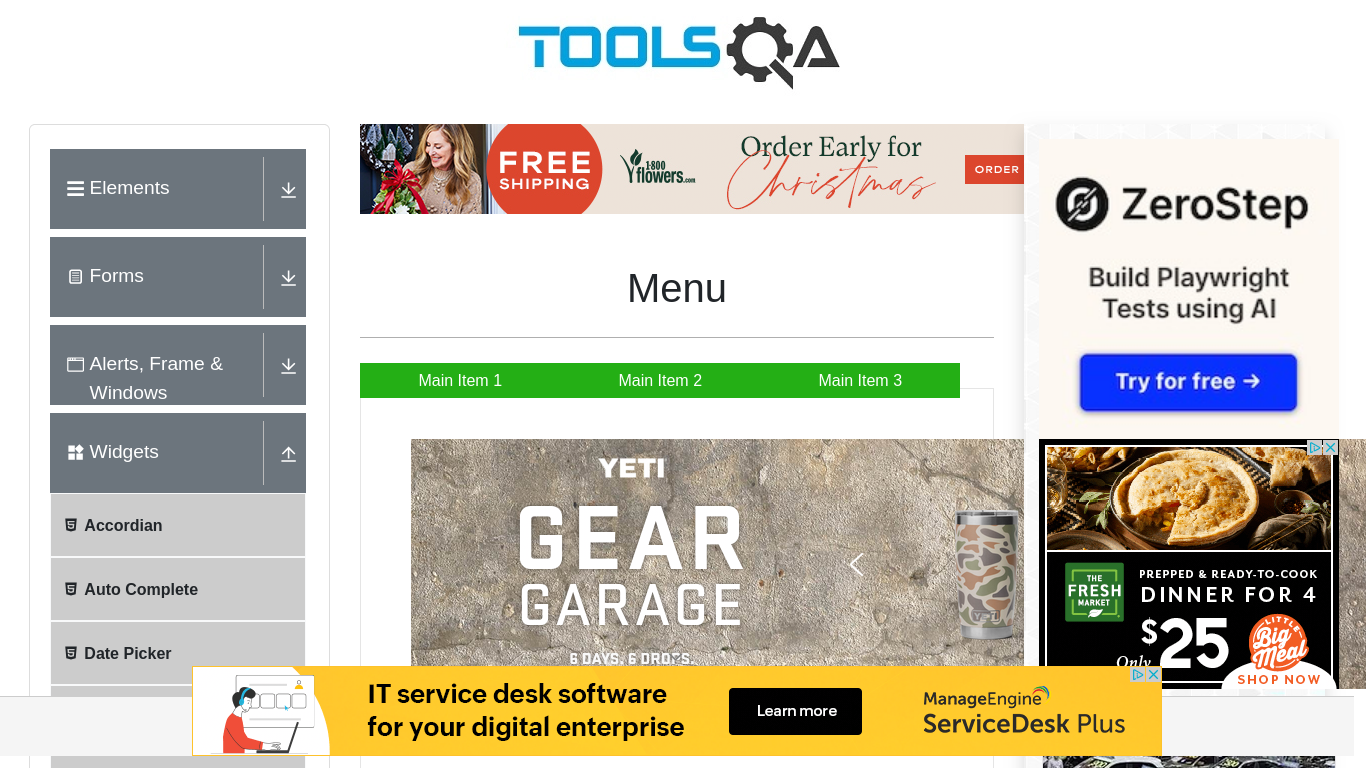 TOOLSQA
Elements
Forms
Alerts, Frame &
Windows
Widgets
Accordian
Auto Complete
Date Picker
FREE
SHIPPING
1-800
flowers.com
Order Early for
Christmas
ORDER
Menu
Main Item 1
Main Item 2
Main Item 3
YETI
GEAR
GARAGE
6 DAYS. 6 DROPS.
YETI
ZeroStep
Build Playwright
Tests using AI
Try for free →
THE
FRESH
MARKET
PREPPED & READY-TO-COOK
DINNER FOR 4
Only
$25
LITTLE
Big
Meal
SHOP NOW
IT service desk software
for your digital enterprise
Learn more
ManageEngine
ServiceDesk Plus